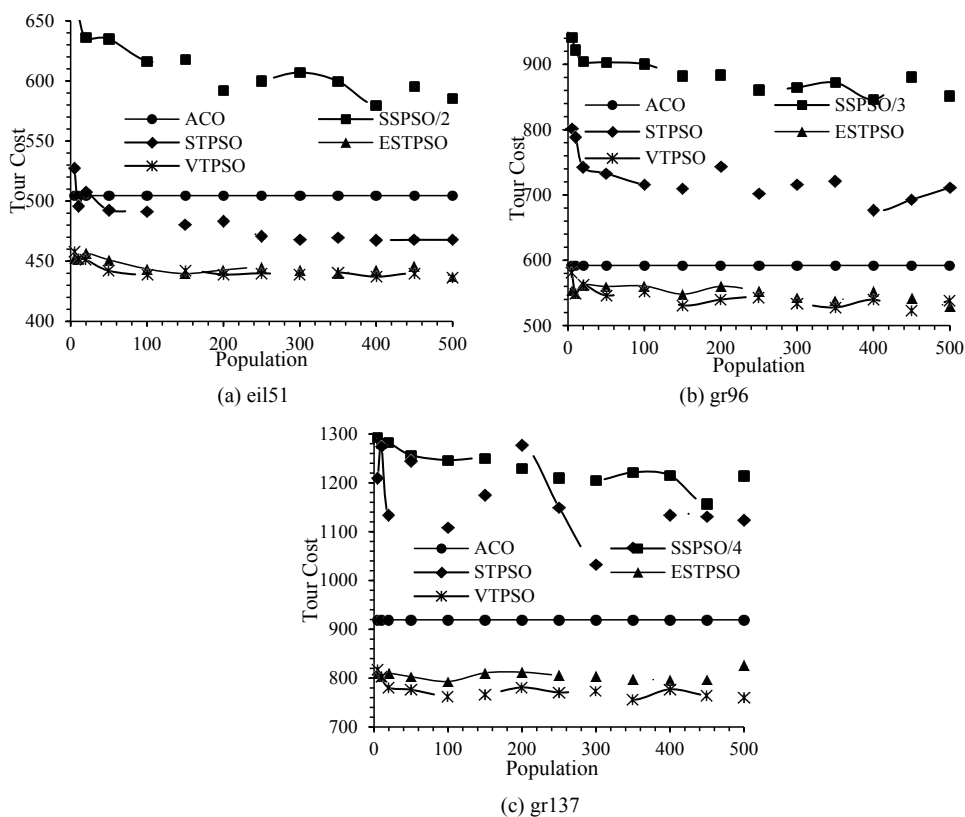 650
600
550
500
450
400
Tour Cost
ACO
SSPSO/2
STPSO
ESTPSO
VTPSO
0 100 200 300 400 500
Population
(a) eil51
900
800
700
600
500
Tour Cost
ACO
SSPSO/3
STPSO
ESTPSO
VTPSO
0 100 200 300 400 500
Population
(b) gr96
1300
1200
1100
1000
900
800
700
Tour Cost
ACO
SSPSO/4
STPSO
ESTPSO
VTPSO
0 100 200 300 400 500
Population
(c) gr137